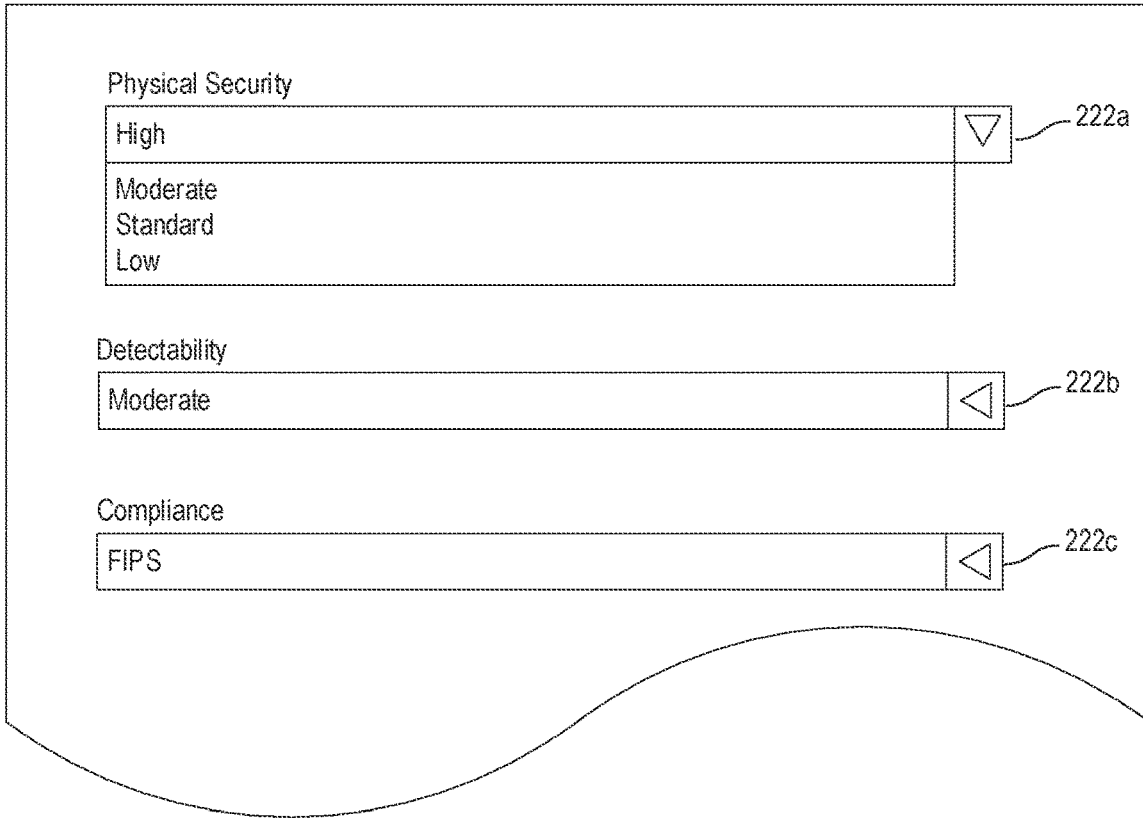 Physical Security
High
222a
Moderate
Standard
Low
Detectability
Moderate
222b
Compliance
FIPS
222c